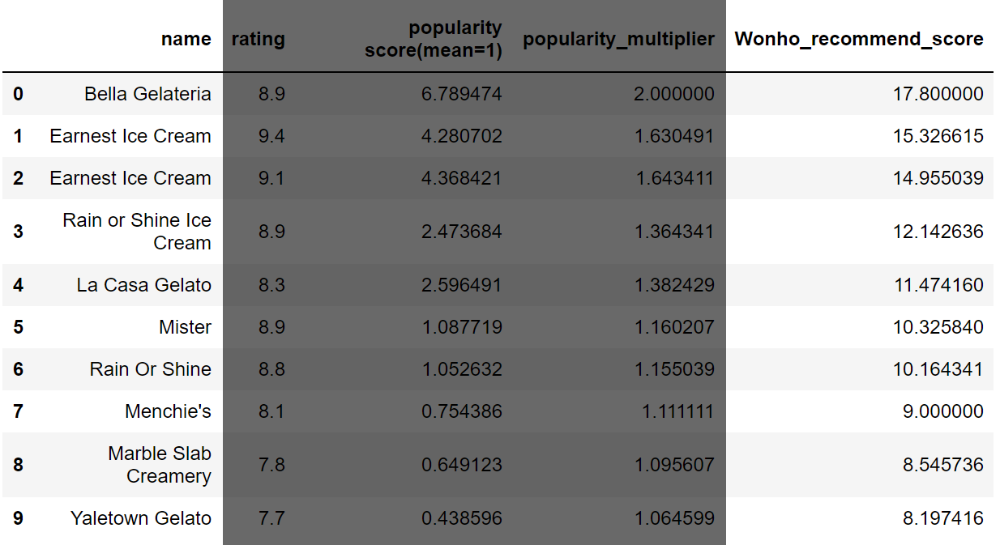 name rating popularity score(mean=1) popularity_multiplier Wonho_recommend_score
0 Bella Gelateria 8.9 6.789474 2.000000 17.800000
1 Earnest Ice Cream 9.4 4.280702 1.630491 15.326615
2 Earnest Ice Cream 9.1 4.368421 1.643411 14.955039
3 Rain or Shine Ice Cream 8.9 2.473684 1.364341 12.142636
4 La Casa Gelato 8.3 2.596491 1.382429 11.474160
5 Mister 8.9 1.087719 1.160207 10.325840
6 Rain Or Shine 8.8 1.052632 1.155039 10.164341
7 Menchie's 8.1 0.754386 1.111111 9.000000
8 Marble Slab Creamery 7.8 0.649123 1.095607 8.545736
9 Yaletown Gelato 7.7 0.438596 1.064599 8.197416